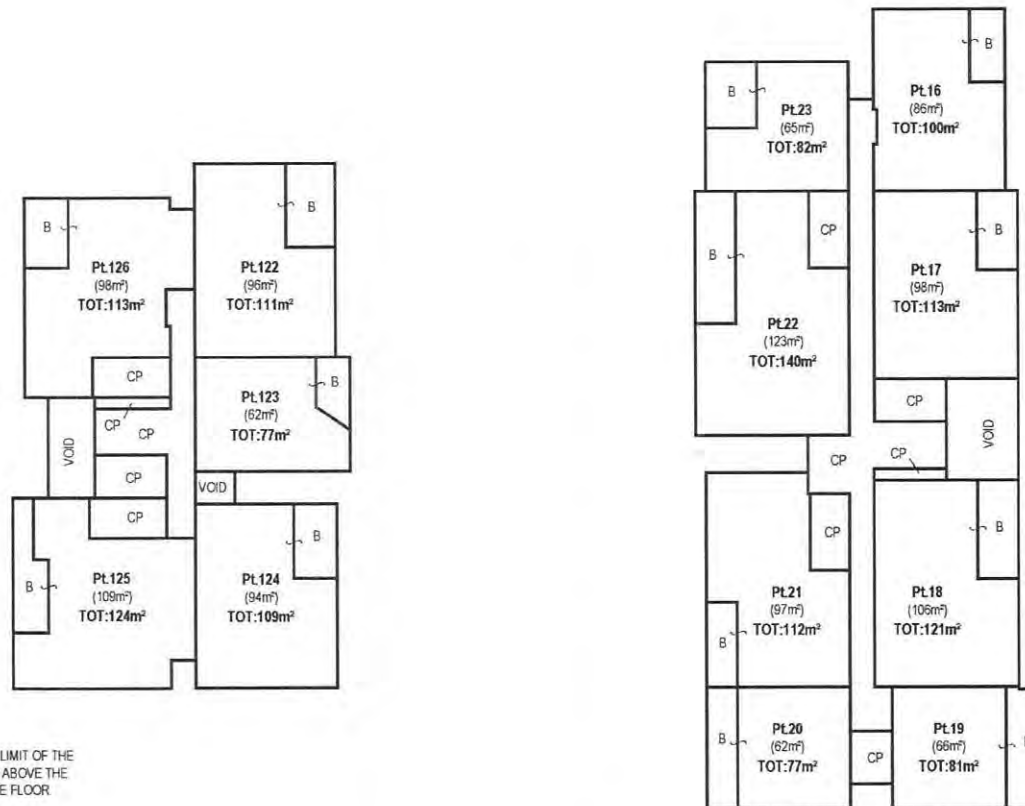 Pt.126
(98m²)
TOT:113m²
B
CP
Pt.122
(96m²)
TOT:111m²
B
Pt.123
(62m²)
TOT:77m²
B
VOID
CP
CP
CP
CP
VOID
Pt.125
(109m²)
TOT:124m²
B
Pt.124
(94m²)
TOT:109m²
B
LIMIT OF THE
ABOVE THE
FLOOR
Pt.23
(65m²)
TOT:82m²
B
Pt.16
(86m²)
TOT:100m²
B
Pt.22
(123m²)
TOT:140m²
B
CP
Pt.17
(98m²)
TOT:113m²
B
CP
VOID
CP
CP
Pt.21
(97m²)
TOT:112m²
B
CP
Pt.18
(106m²)
TOT:121m²
B
Pt.20
(62m²)
TOT:77m²
B
CP
Pt.19
(66m²)
TOT:81m²